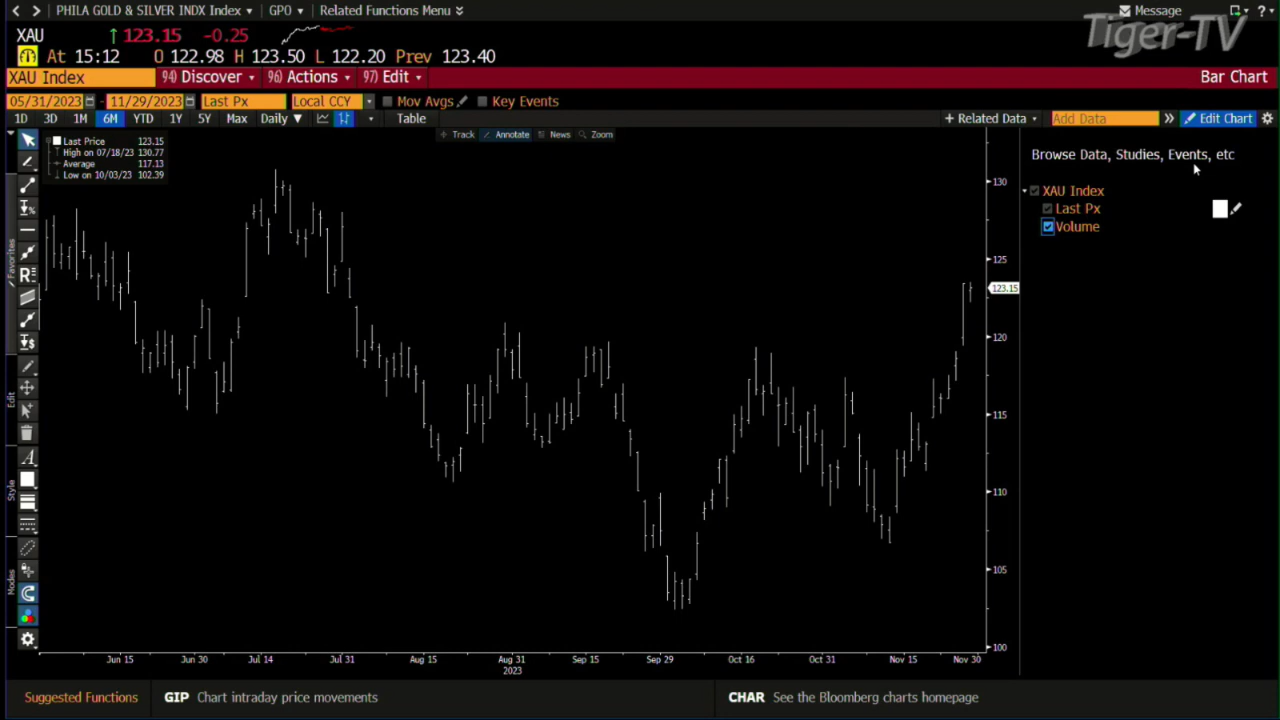 PHILA GOLD & SILVER INDX Index GPO Related Functions Menu Message ?
Tiger-TV
XAU 123.15 -0.25
At 15:12 O 122.98 H 123.50 L 122.20 Prev 123.40
XAU Index 94) Discover 96) Actions 97) Edit Bar Chart
05/31/2023 - 11/29/2023 Last Px Local CCY Mov Avgs Key Events
1D 3D 1M 6M YTD 1Y 5Y Max Daily Table + Related Data Add Data Edit Chart
Track Annotate News Zoom
Last Price 123.15
High on 07/18/23 130.77
Average 117.13
Low on 10/03/23 102.39
Browse Data, Studies, Events, etc
XAU Index
Last Px
Volume
Favorites
Edit
Style
Modes
130
125
123.15
120
115
110
105
100
Jun 15 Jun 30 Jul 14 Jul 31 Aug 15 Aug 31 Sep 15 Sep 29 Oct 16 Oct 31 Nov 15 Nov 30
2023
Suggested Functions GIP Chart intraday price movements CHAR See the Bloomberg charts homepage